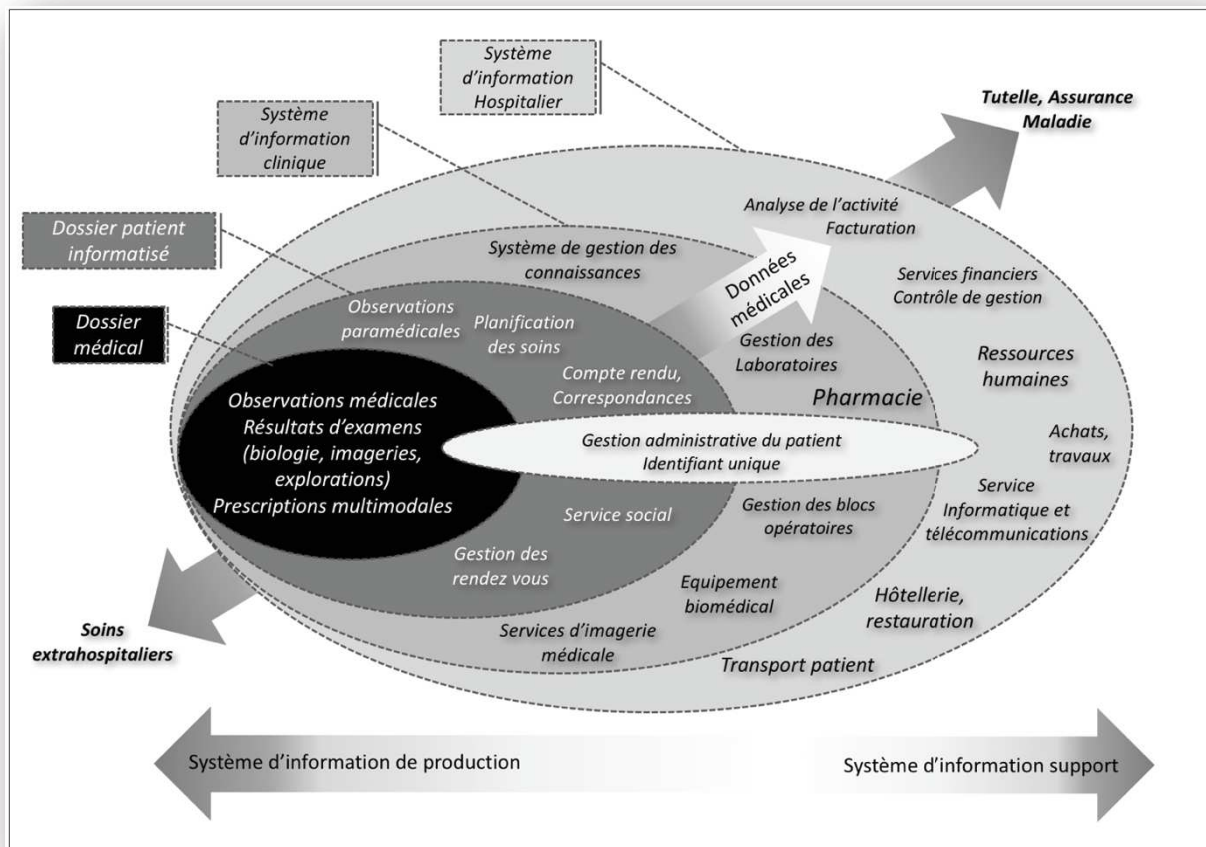 Système
d’information
Hospitalier
Tutelle, Assurance
Maladie
Système
d’information
clinique
Dossier patient
informatisé
Dossier
médical
Analyse de l’activité
Facturation
Système de gestion des
connaissances
Données
médicales
Services financiers
Contrôle de gestion
Observations
paramédicales
Planification
des soins
Gestion des
Laboratoires
Ressources
humaines
Compte rendu,
Correspondances
Pharmacie
Observations médicales
Résultats d’examens
(biologie, imageries,
explorations)
Prescriptions multimodales
Gestion administrative du patient
Identifiant unique
Achats,
travaux
Service
Informatique et
télécommunications
Service social
Gestion des blocs
opératoires
Gestion des
rendez vous
Equipement
biomédical
Hôtellerie,
restauration
Services d’imagerie
médicale
Transport patient
Soins
extrahospitaliers
Système d’information de production
Système d’information support